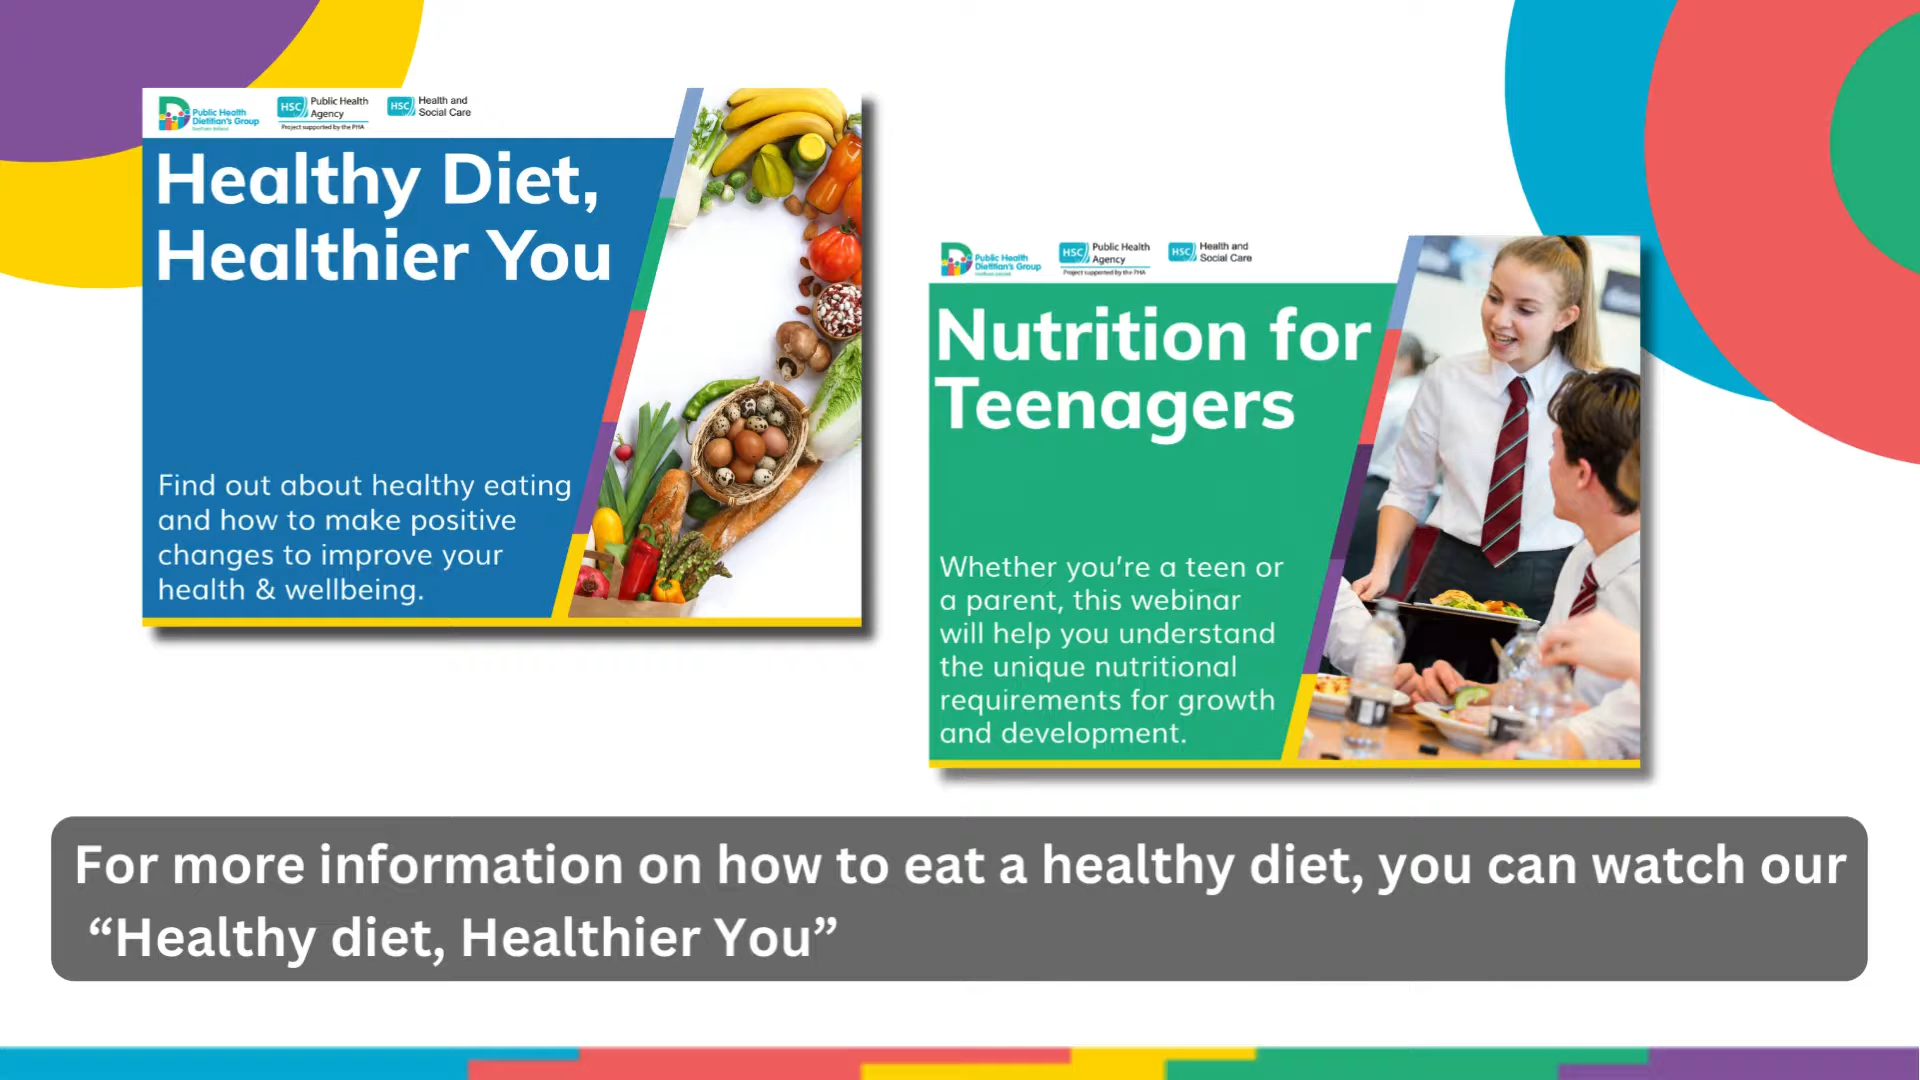 Public Health
Dietitian's Group
HSC Public Health
Agency
Project supported by the PHA
HSC Health and
Social Care
Healthy Diet,
Healthier You
Find out about healthy eating
and how to make positive
changes to improve your
health & wellbeing.
Public Health
Dietitian's Group
HSC Public Health
Agency
Project supported by the PHA
HSC Health and
Social Care
Nutrition for
Teenagers
Whether you're a teen or
a parent, this webinar
will help you understand
the unique nutritional
requirements for growth
and development.
For more information on how to eat a healthy diet, you can watch our
“Healthy diet, Healthier You”